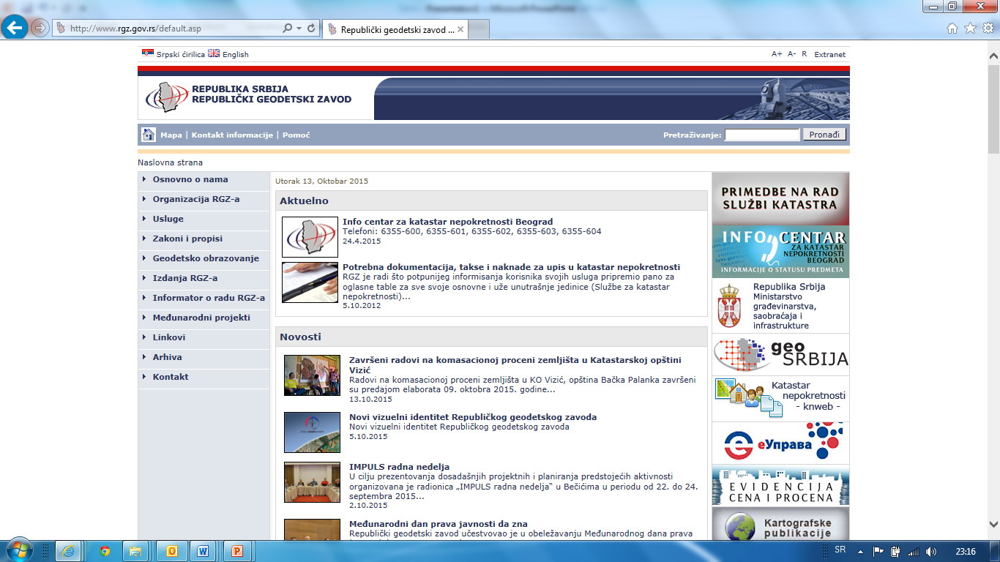 http://www.rgz.gov.rs/default.asp
Republički geodetski zavod ...
Srpski ćirilica English
A+ A- R Extranet
REPUBLIKA SRBIJA
REPUBLIČKI GEODETSKI ZAVOD
Mapa | Kontakt informacije | Pomoć
Pretraživanje: Pronađi
Naslovna strana
Osnovno o nama
Organizacija RGZ-a
Usluge
Zakoni i propisi
Geodetsko obrazovanje
Izdanja RGZ-a
Informator o radu RGZ-a
Međunarodni projekti
Linkovi
Arhiva
Kontakt
Utorak 13, Oktobar 2015
Aktuelno
Info centar za katastar nepokretnosti Beograd
Telefoni: 6355-600, 6355-601, 6355-602, 6355-603, 6355-604
24.4.2015
Potrebna dokumentacija, takse i naknade za upis u katastar nepokretnosti
RGZ je radi što potpunijeg informisanja korisnika svojih usluga pripremio pano za
oglasne table za sve svoje osnovne i uže unutrašnje jedinice (Službe za katastar
nepokretnosti)...
5.10.2012
Novosti
Završeni radovi na komasacionoj proceni zemljišta u Katastarskoj opštini
Vizić
Radovi na komasacionoj proceni zemljišta u KO Vizić, opština Bačka Palanka završeni
su predajom elaborata 09. oktobra 2015. godine...
13.10.2015
Novi vizuelni identitet Republičkog geodetskog zavoda
Novi vizuelni identitet Republičkog geodetskog zavoda
5.10.2015
IMPULS radna nedelja
U cilju prezentovanja dosadašnjih projektnih i planiranja predstojećih aktivnosti
organizovana je radionica „IMPULS radna nedelja“ u Bečićima u periodu od 22. do 24.
septembra 2015...
2.10.2015
Međunarodni dan prava javnosti da zna
Republički geodetski zavod učestvovao je u obeležavanju Međunarodnog dana prava
PRIMEDBE NA RAD
SLUŽBI KATASTRA
INFO CENTAR
ZA KATASTAR
NEPOKRETNOSTI
BEOGRAD
INFORMACIJE O STATUSU PREDMETA
Republika Srbija
Ministarstvo
građevinarstva,
saobraćaja i
infrastrukture
geo
SRBIJA
Katastar
nepokretnosti
- knweb -
еУправа
EVIDENCIJA
CENA I PROCENA
Kartografske
publikacije
SR
23:16